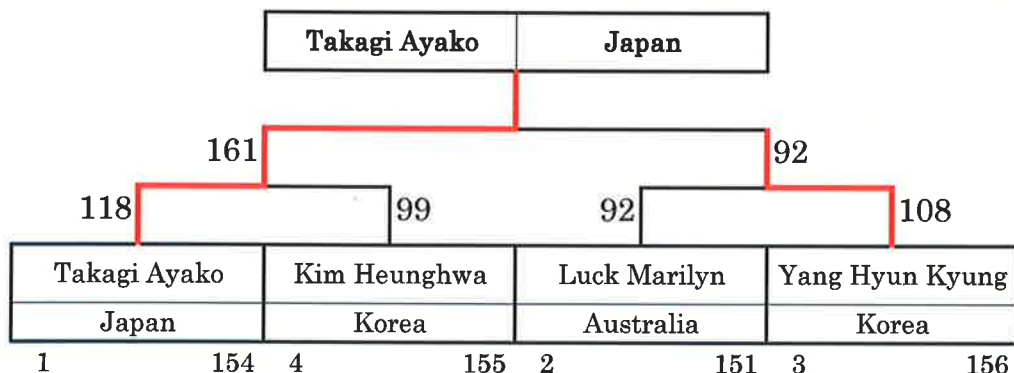 Takagi Ayako Japan
161 92
118 99 92 108
Takagi Ayako Kim Heunghwa Luck Marilyn Yang Hyun Kyung
Japan Korea Australia Korea
1 154 4 155 2 151 3 156